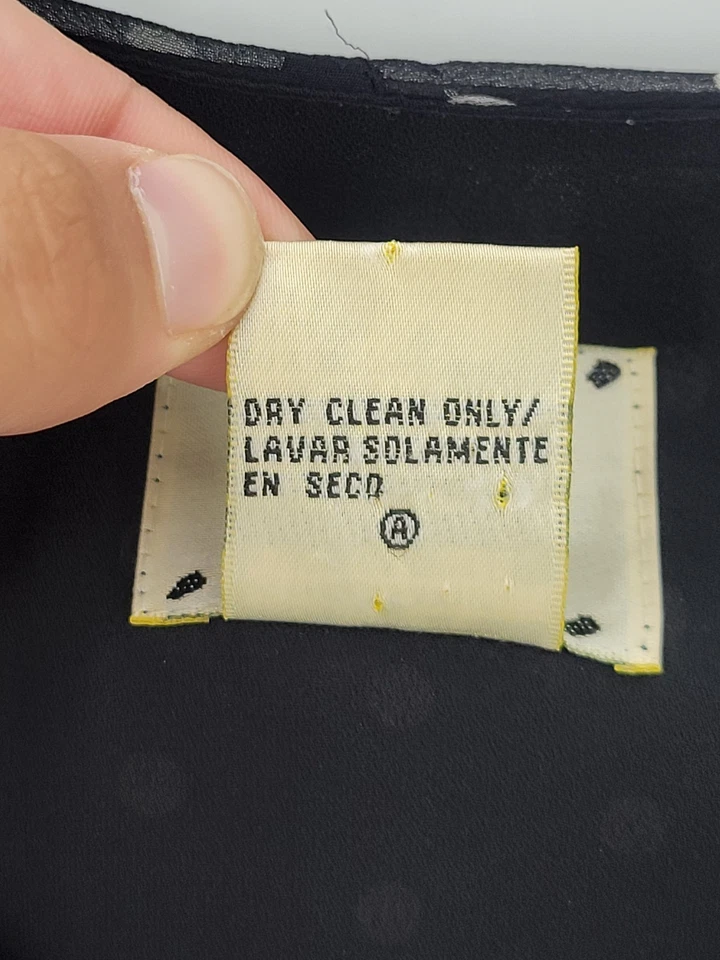 DRY CLEAN ONLY/
LAVAR SOLAMENTE
EN SECO
A